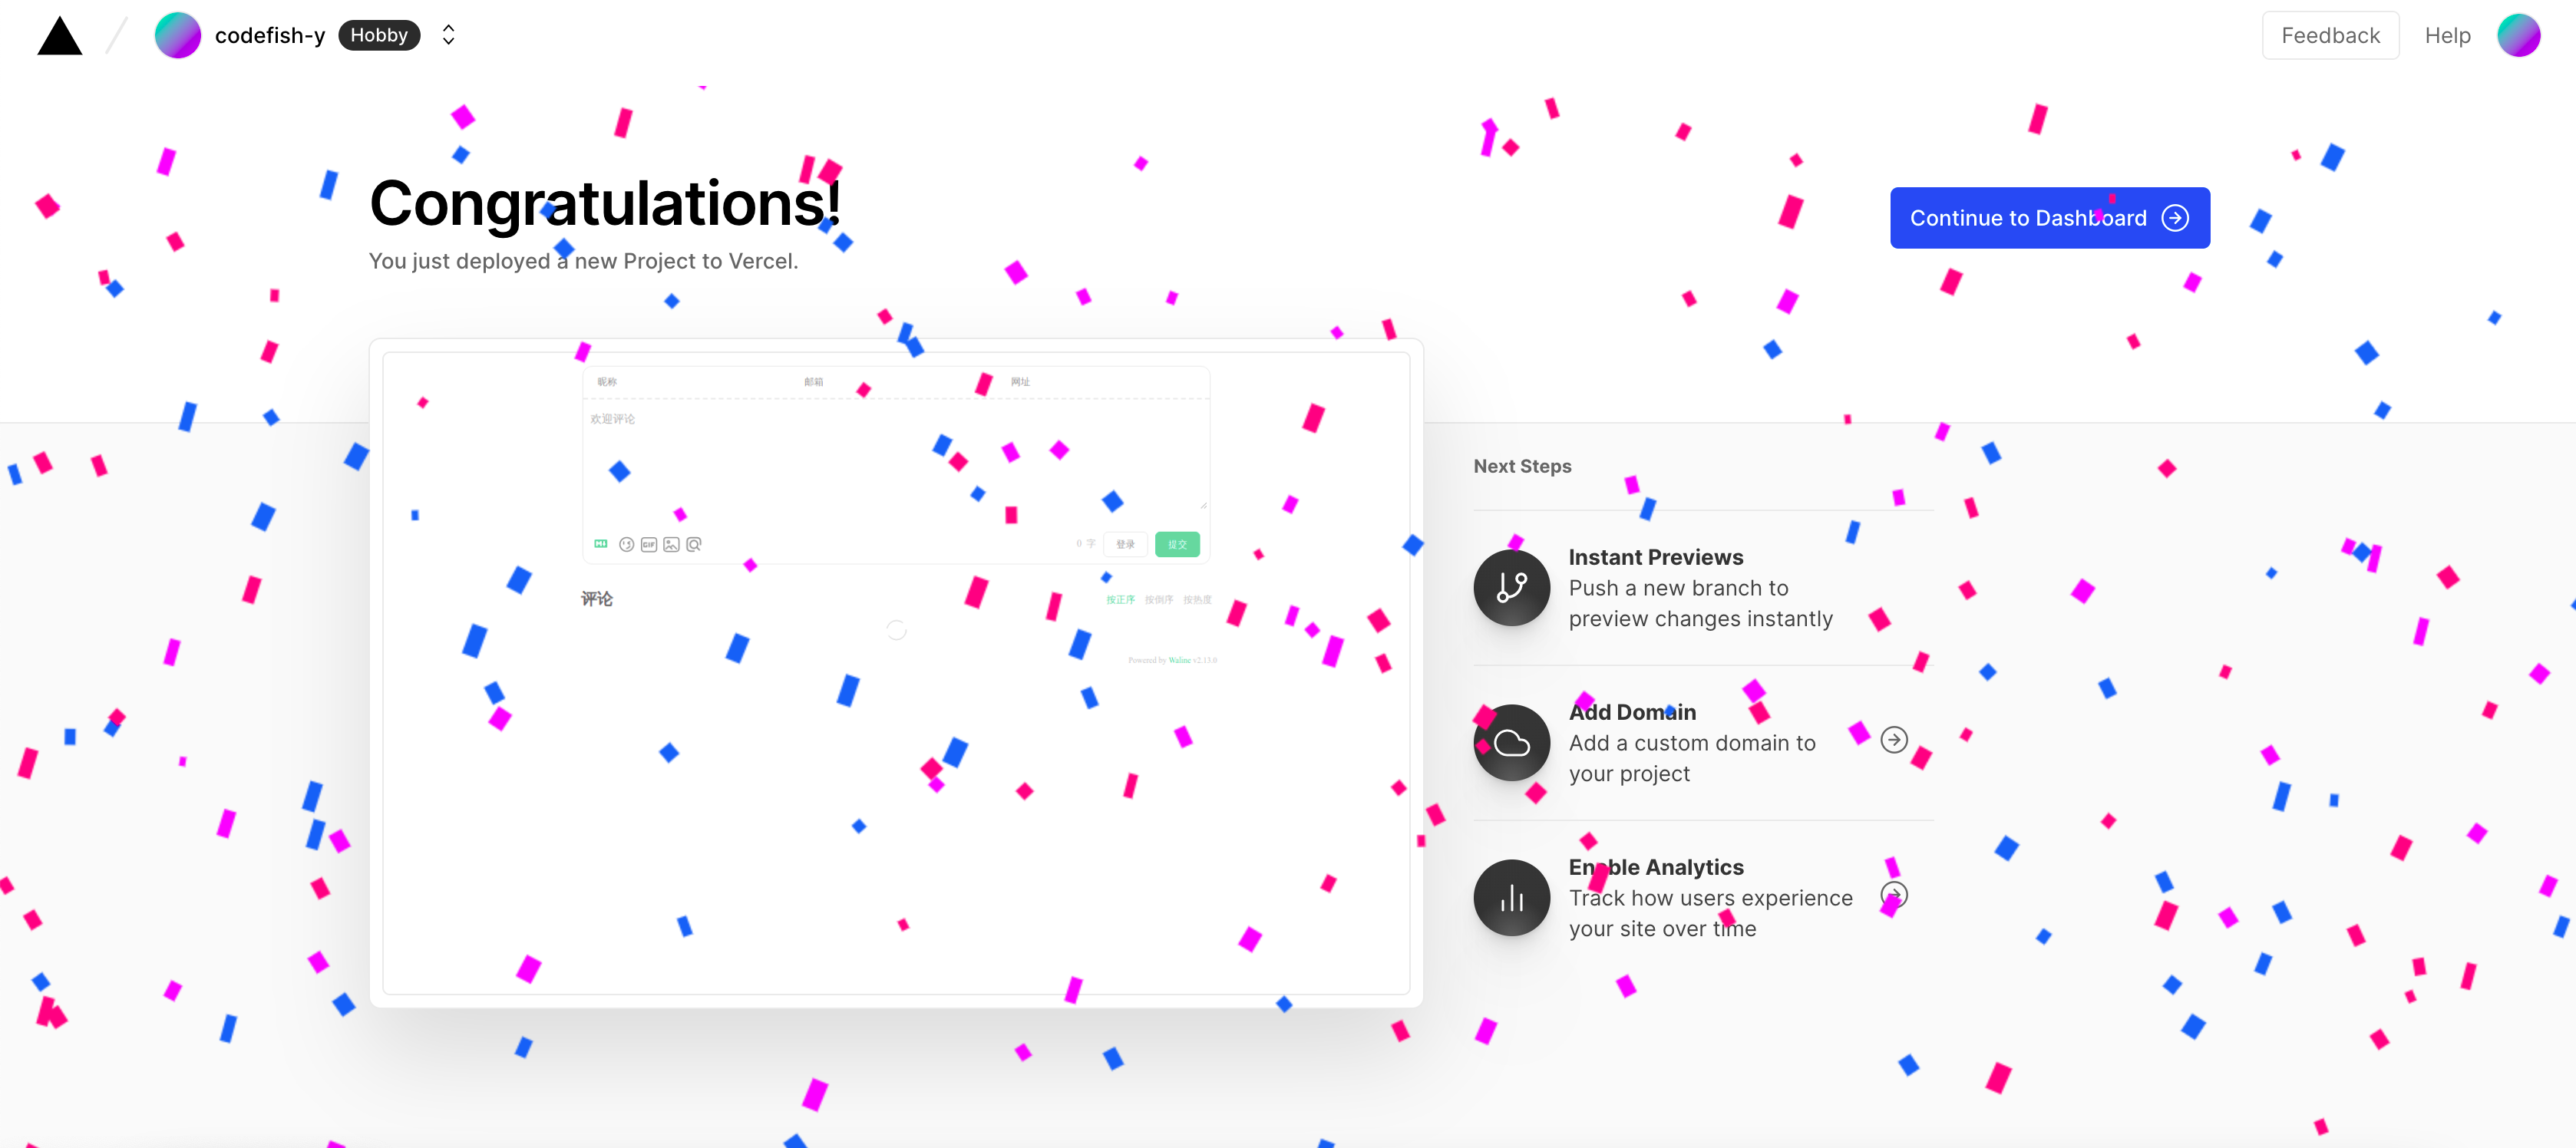 codefish-y Hobby
Feedback Help
Congratulations!
You just deployed a new Project to Vercel.
Continue to Dashboard
昵称 邮箱 网址
欢迎评论
0 字 登录 提交
评论
按正序 按倒序 按热度
Powered by Waline v2.13.0
Next Steps
Instant Previews
Push a new branch to
preview changes instantly
Add Domain
Add a custom domain to
your project
Enable Analytics
Track how users experience
your site over time